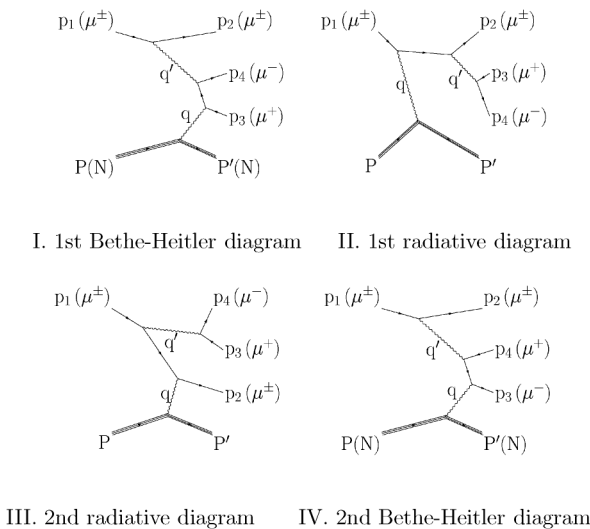 p₁(μ±) p₂(μ±) p₁(μ±) p₂(μ±)
q′ p₄(μ−) q q′ p₃(μ+)
q p₃(μ+) p₄(μ−)
P(N) P′(N) P P′
I. 1st Bethe-Heitler diagram II. 1st radiative diagram
p₁(μ±) p₄(μ−) p₁(μ±) p₂(μ±)
q′ p₃(μ+) q′ p₄(μ+)
q p₂(μ±) q p₃(μ−)
P P′ P(N) P′(N)
III. 2nd radiative diagram IV. 2nd Bethe-Heitler diagram